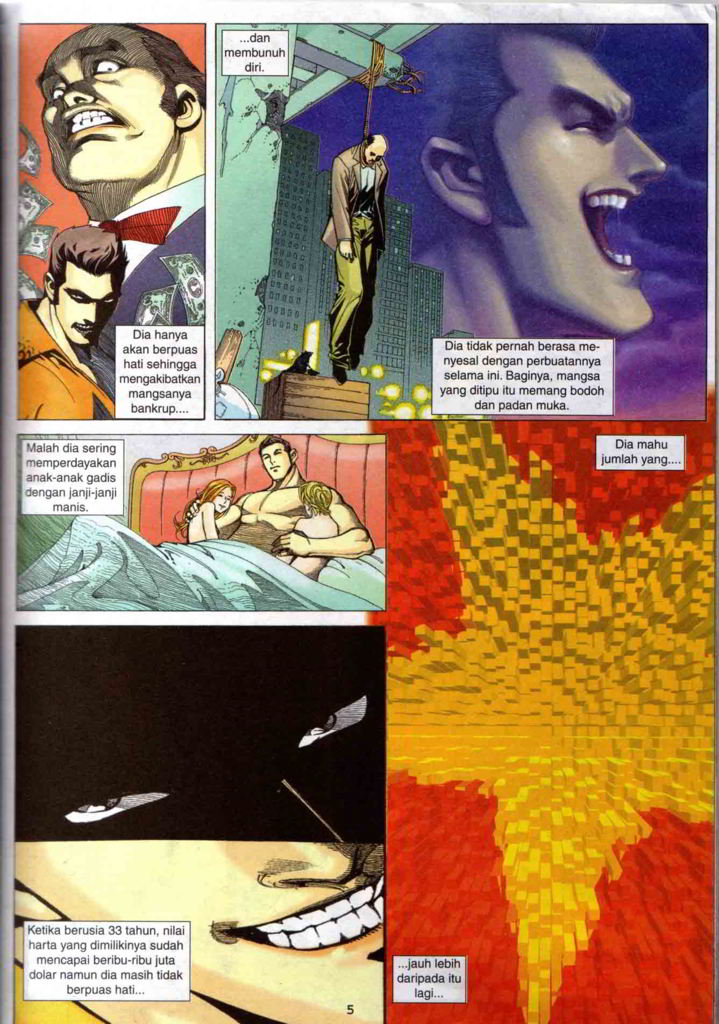 Dia hanya
akan berpuas
hati sehingga
mengakibatkan
mangsanya
bankrup....
...dan
membunuh
diri.
Dia tidak pernah berasa me-
nyesal dengan perbuatannya
selama ini. Baginya, mangsa
yang ditipu itu memang bodoh
dan padan muka.
Malah dia sering
memperdayakan
anak-anak gadis
dengan janji-janji
manis.
Dia mahu
jumlah yang....
Ketika berusia 33 tahun, nilai
harta yang dimilikinya sudah
mencapai beribu-ribu juta
dolar namun dia masih tidak
berpuas hati...
...jauh lebih
daripada itu
lagi...
5